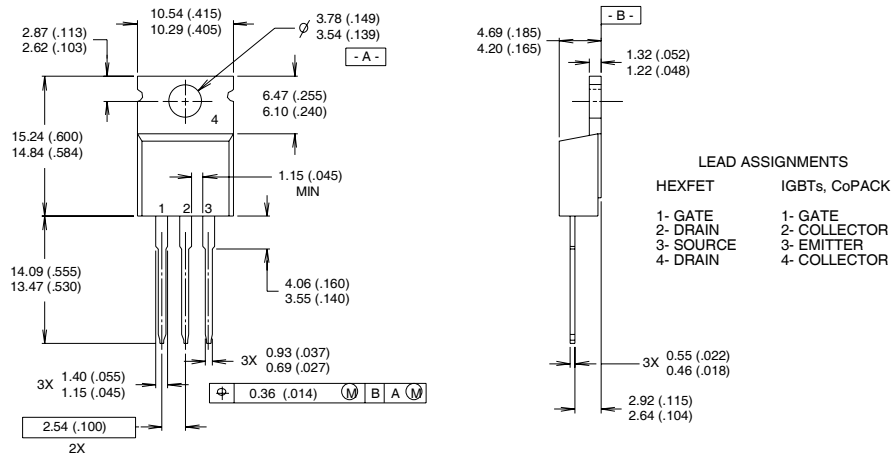 10.54 (.415)
10.29 (.405)
2.87 (.113)
2.62 (.103)
ø 3.78 (.149)
3.54 (.139)
- A -
6.47 (.255)
6.10 (.240)
4
15.24 (.600)
14.84 (.584)
1.15 (.045)
MIN
1 2 3
14.09 (.555)
13.47 (.530)
4.06 (.160)
3.55 (.140)
3X 0.93 (.037)
0.69 (.027)
3X 1.40 (.055)
1.15 (.045)
⌖ 0.36 (.014) Ⓜ B A Ⓜ
2.54 (.100)
2X
- B -
4.69 (.185)
4.20 (.165)
1.32 (.052)
1.22 (.048)
LEAD ASSIGNMENTS
HEXFET
1- GATE
2- DRAIN
3- SOURCE
4- DRAIN
IGBTs, CoPACK
1- GATE
2- COLLECTOR
3- EMITTER
4- COLLECTOR
3X 0.55 (.022)
0.46 (.018)
2.92 (.115)
2.64 (.104)